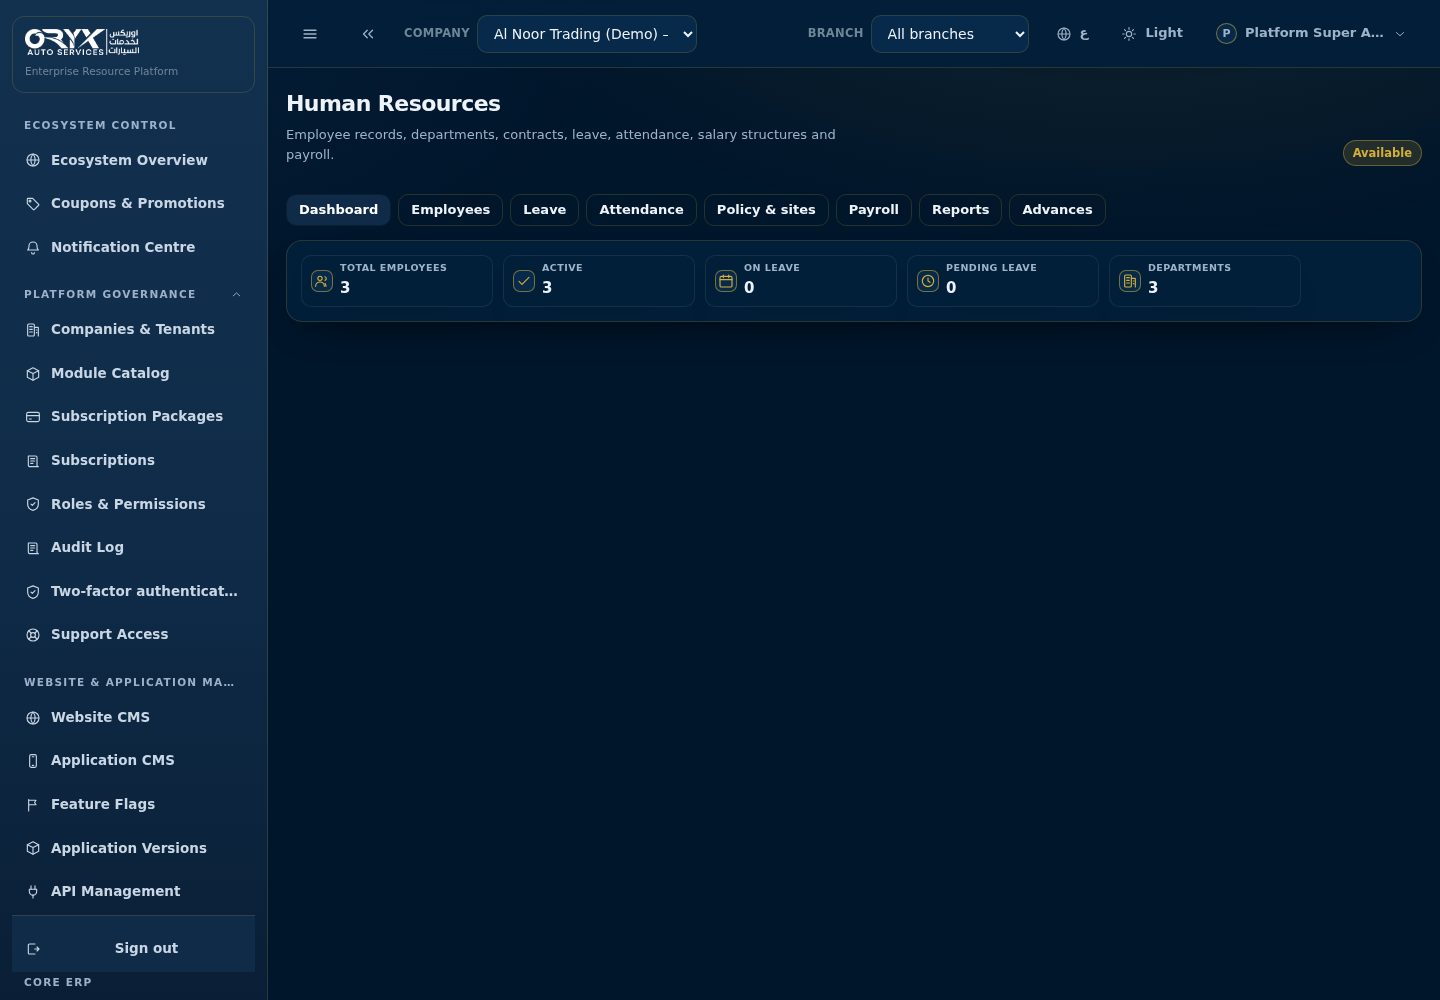 ORYX
اوريكس
لخدمات
السيارات
AUTO SERVICES
Enterprise Resource Platform
ECOSYSTEM CONTROL
Ecosystem Overview
Coupons & Promotions
Notification Centre
PLATFORM GOVERNANCE
Companies & Tenants
Module Catalog
Subscription Packages
Subscriptions
Roles & Permissions
Audit Log
Two-factor authenticat...
Support Access
WEBSITE & APPLICATION MA...
Website CMS
Application CMS
Feature Flags
Application Versions
API Management
Sign out
CORE ERP
COMPANY
Al Noor Trading (Demo) –
BRANCH
All branches
ع
Light
P
Platform Super A...
Human Resources
Employee records, departments, contracts, leave, attendance, salary structures and
payroll.
Available
Dashboard
Employees
Leave
Attendance
Policy & sites
Payroll
Reports
Advances
TOTAL EMPLOYEES
3
ACTIVE
3
ON LEAVE
0
PENDING LEAVE
0
DEPARTMENTS
3